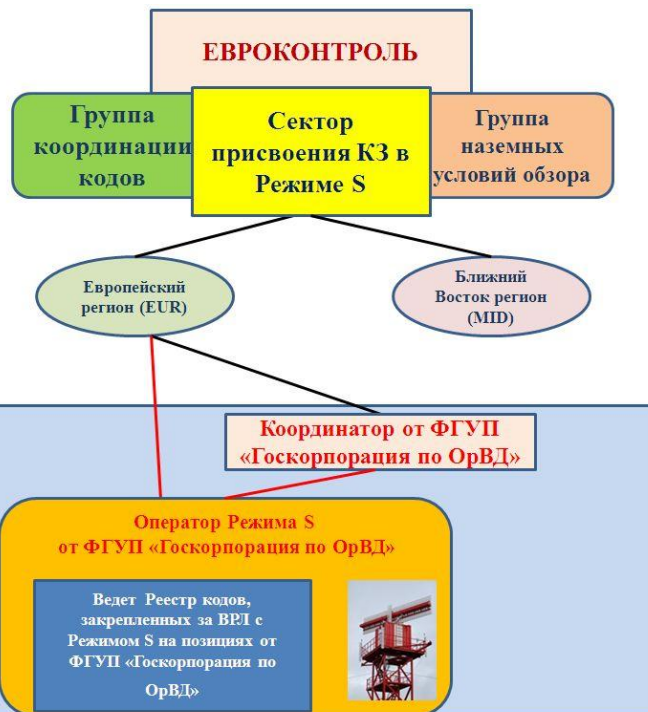 ЕВРОКОНТРОЛЬ
Группа
координации
кодов
Сектор
присвоения КЗ в
Режиме S
Группа
наземных
условий обзора
Европейский
регион (EUR)
Ближний
Восток регион
(MID)
Координатор от ФГУП
«Госкорпорация по ОрВД»
Оператор Режима S
от ФГУП «Госкорпорация по ОрВД»
Ведет Реестр кодов,
закрепленных за ВРЛ с
Режимом S на позициях от
ФГУП «Госкорпорация по
ОрВД»